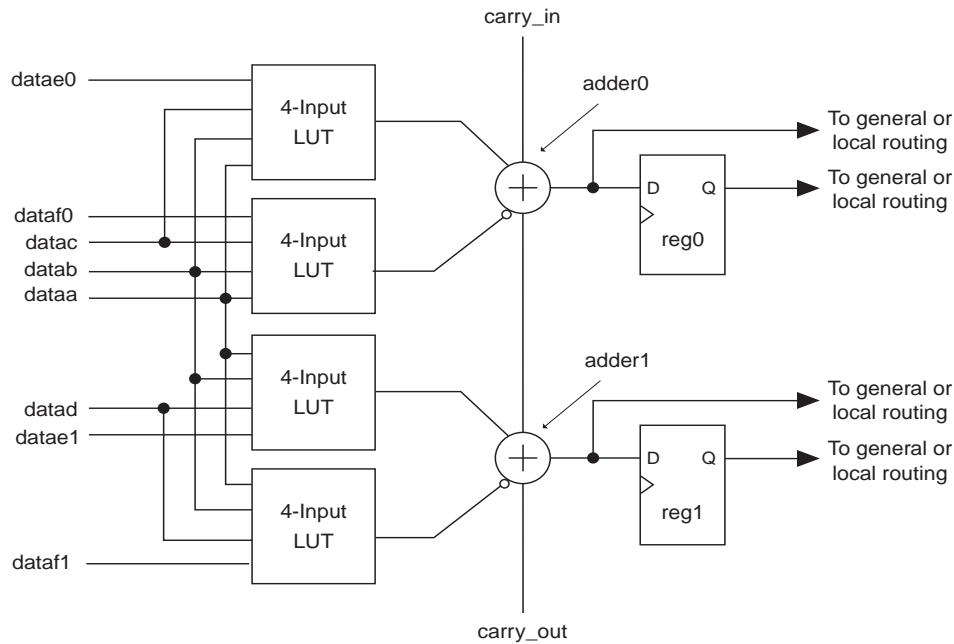 carry_in
datae0
4-Input
LUT
adder0
To general or
local routing
D Q
reg0
To general or
local routing
dataf0
datac
datab
dataa
4-Input
LUT
4-Input
LUT
adder1
To general or
local routing
datad
datae1
D Q
reg1
To general or
local routing
4-Input
LUT
dataf1
carry_out